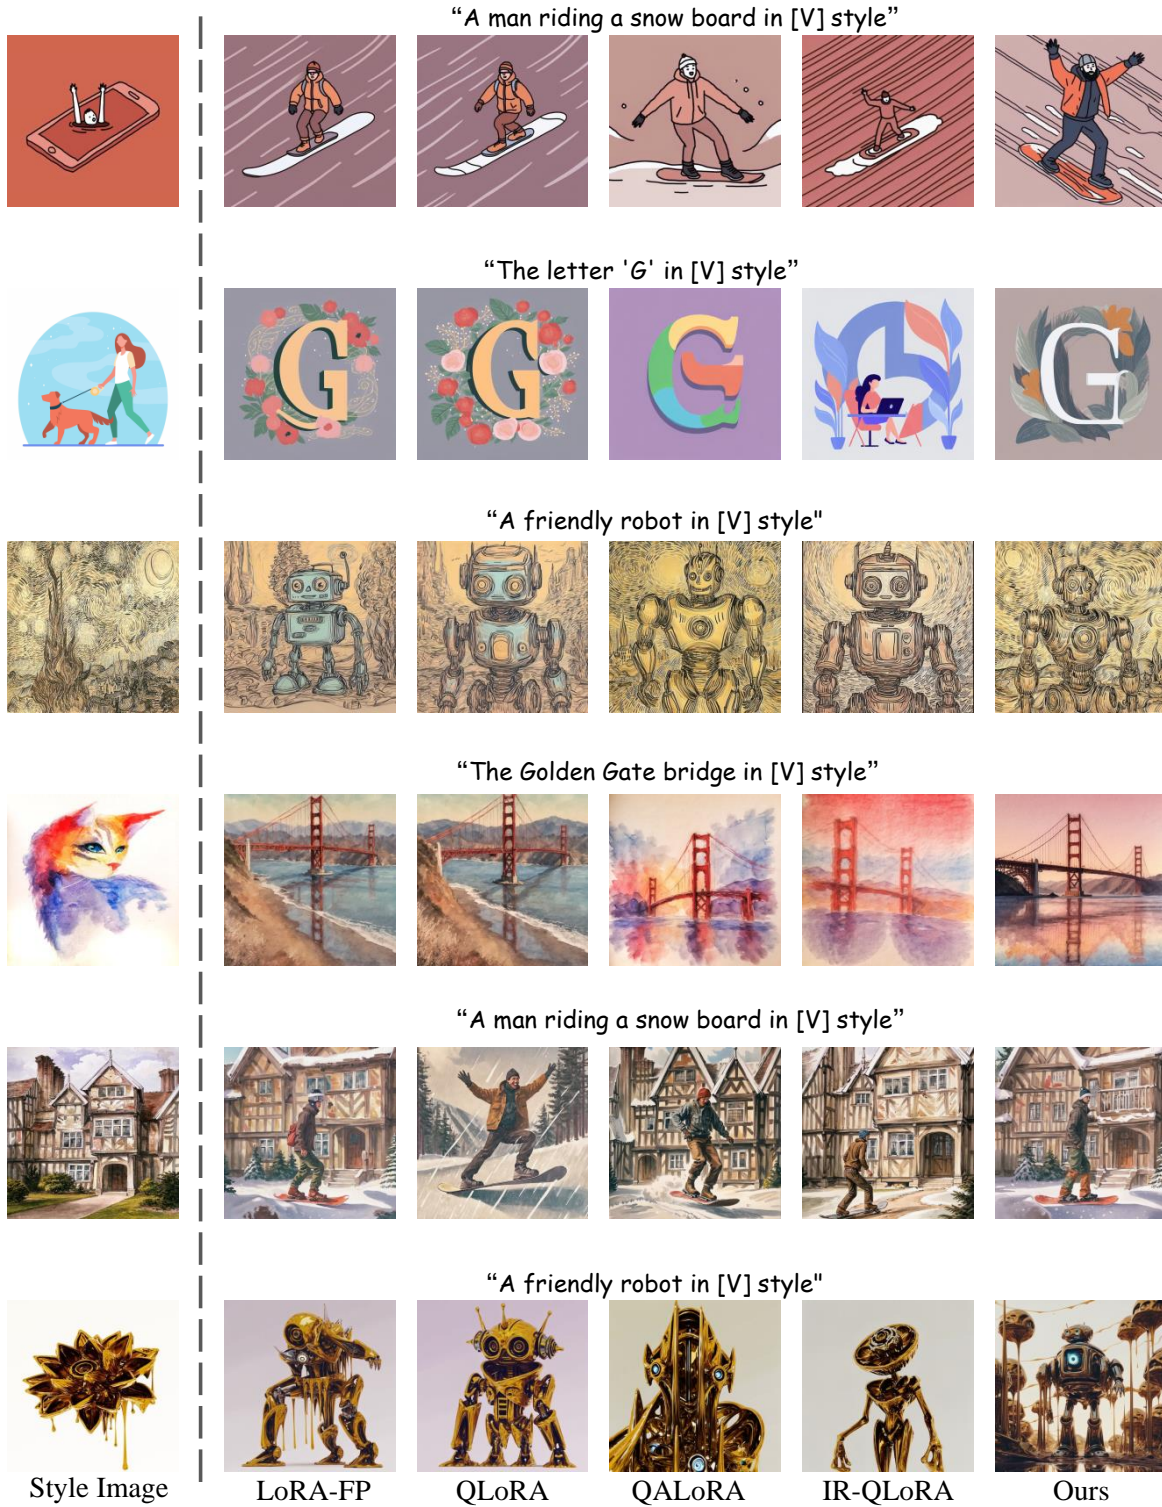 “A man riding a snow board in [V] style”
“The letter 'G' in [V] style”
G
G
G
G
“A friendly robot in [V] style"
“The Golden Gate bridge in [V] style”
“A man riding a snow board in [V] style”
“A friendly robot in [V] style"
Style Image LoRA-FP QLoRA QALoRA IR-QLoRA Ours